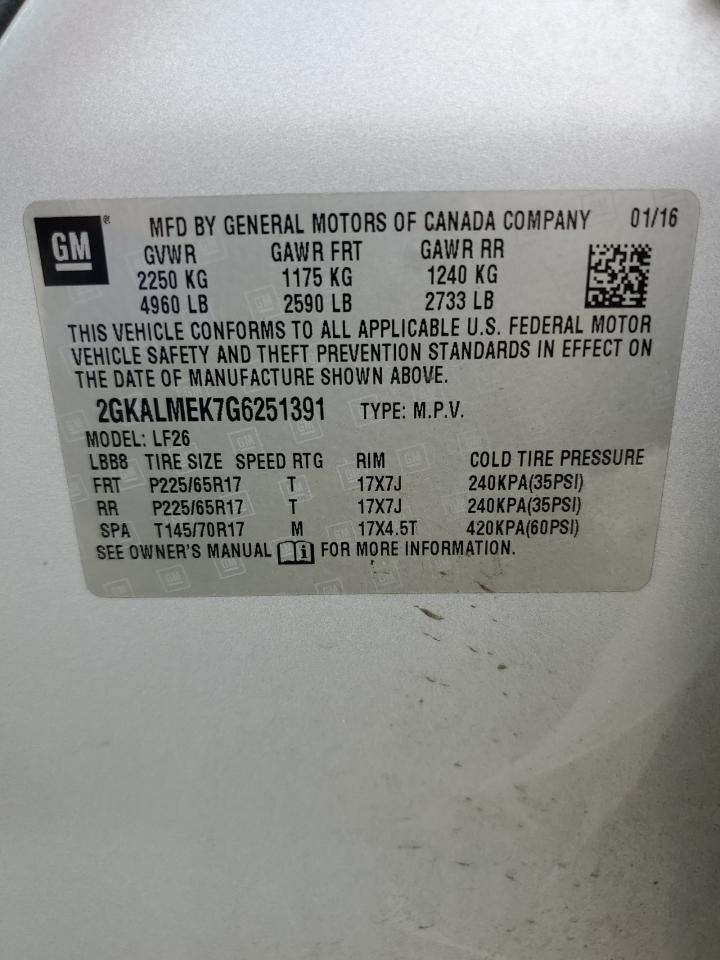 GM ® MFD BY GENERAL MOTORS OF CANADA COMPANY 01/16
GVWR GAWR FRT GAWR RR
2250 KG 1175 KG 1240 KG
4960 LB 2590 LB 2733 LB
THIS VEHICLE CONFORMS TO ALL APPLICABLE U.S. FEDERAL MOTOR
VEHICLE SAFETY AND THEFT PREVENTION STANDARDS IN EFFECT ON
THE DATE OF MANUFACTURE SHOWN ABOVE.
2GKALMEK7G6251391 TYPE: M.P.V.
MODEL: LF26
LBB8 TIRE SIZE SPEED RTG RIM COLD TIRE PRESSURE
FRT P225/65R17 T 17X7J 240KPA(35PSI)
RR P225/65R17 T 17X7J 240KPA(35PSI)
SPA T145/70R17 M 17X4.5T 420KPA(60PSI)
SEE OWNER'S MANUAL i FOR MORE INFORMATION.